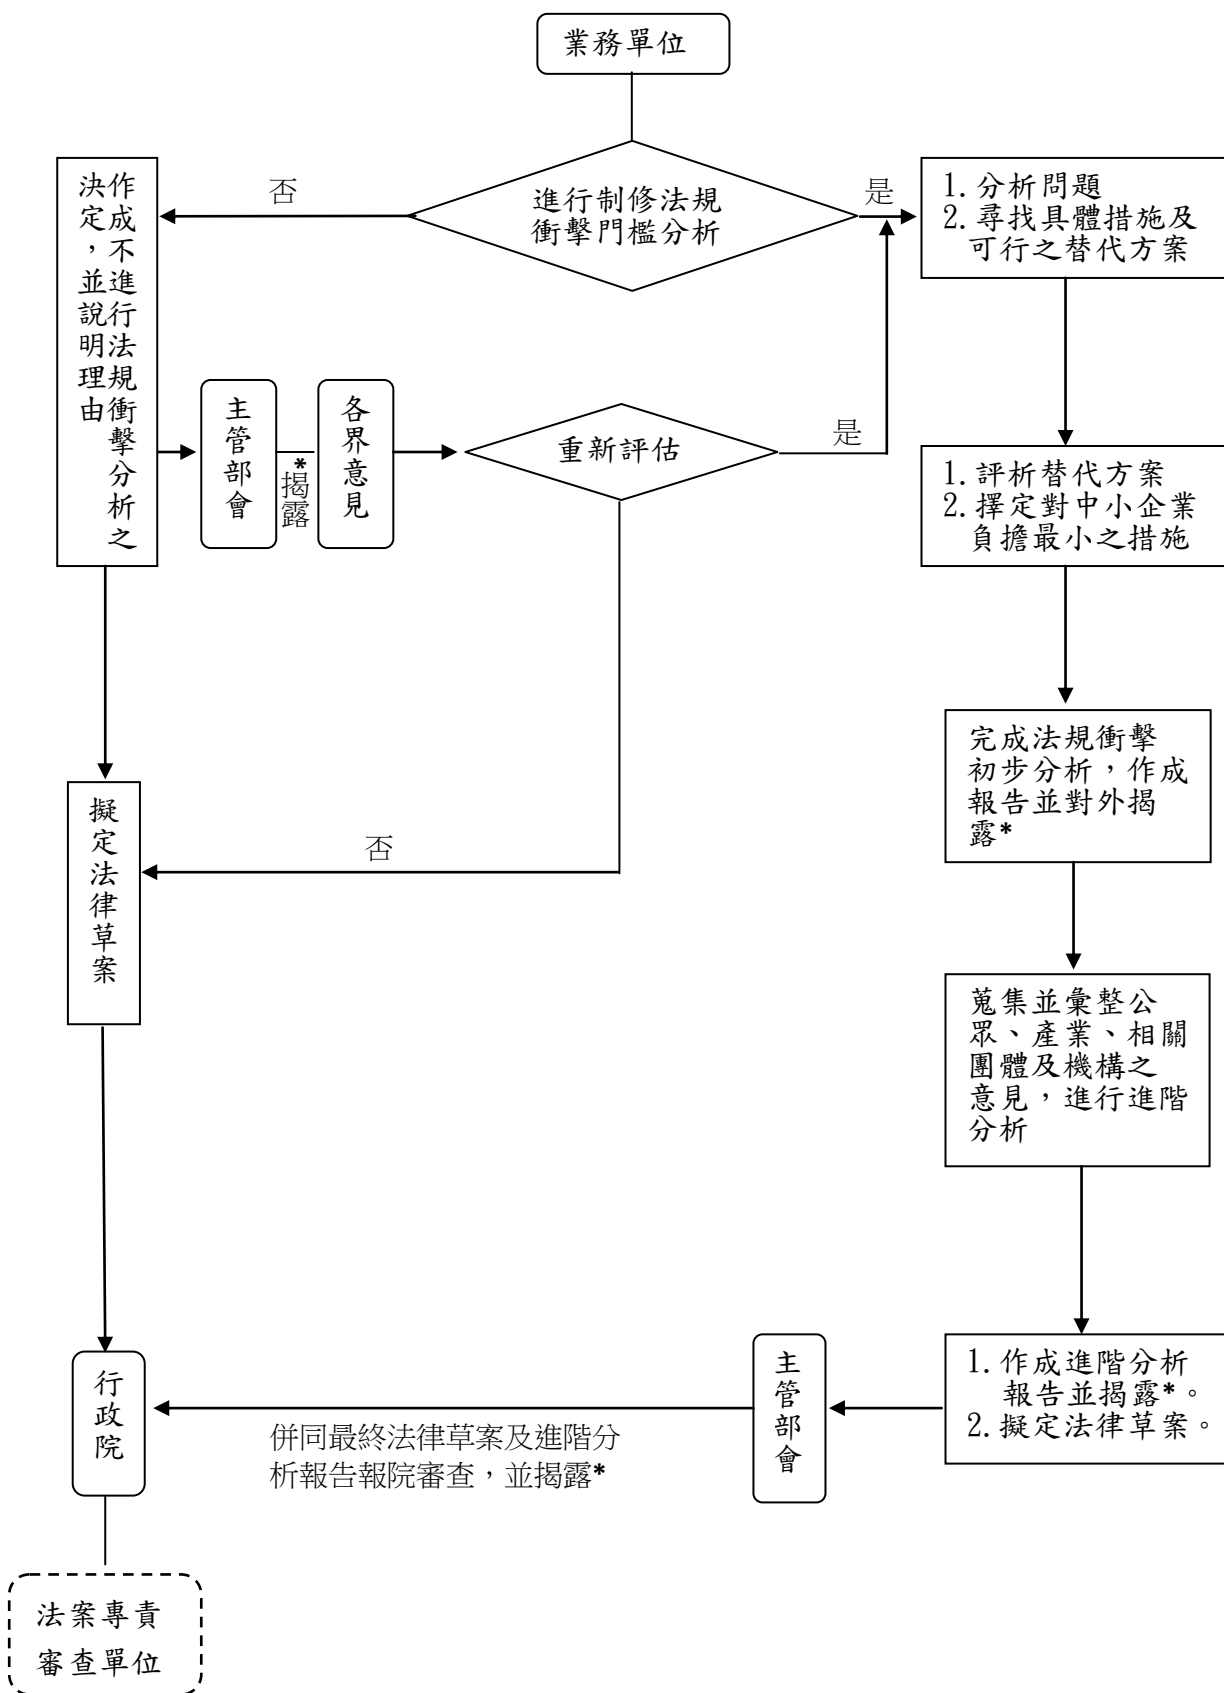 業務單位
否
進行制修法規
衝擊門檻分析
是
1.分析問題
2.尋找具體措施及
可行之替代方案
作成不進行法規衝擊分析之
決定，並說明理由
主管部會
*揭露
各界意見
重新評估
是
1.評析替代方案
2.擇定對中小企業
負擔最小之措施
完成法規衝擊
初步分析，作成
報告並對外揭
露*
擬定法律草案
否
蒐集並彙整公
眾、產業、相關
團體及機構之
意見，進行進階
分析
行政院
併同最終法律草案及進階分
析報告報院審查，並揭露*
主管部會
1.作成進階分析
報告並揭露*。
2.擬定法律草案。
法案專責
審查單位